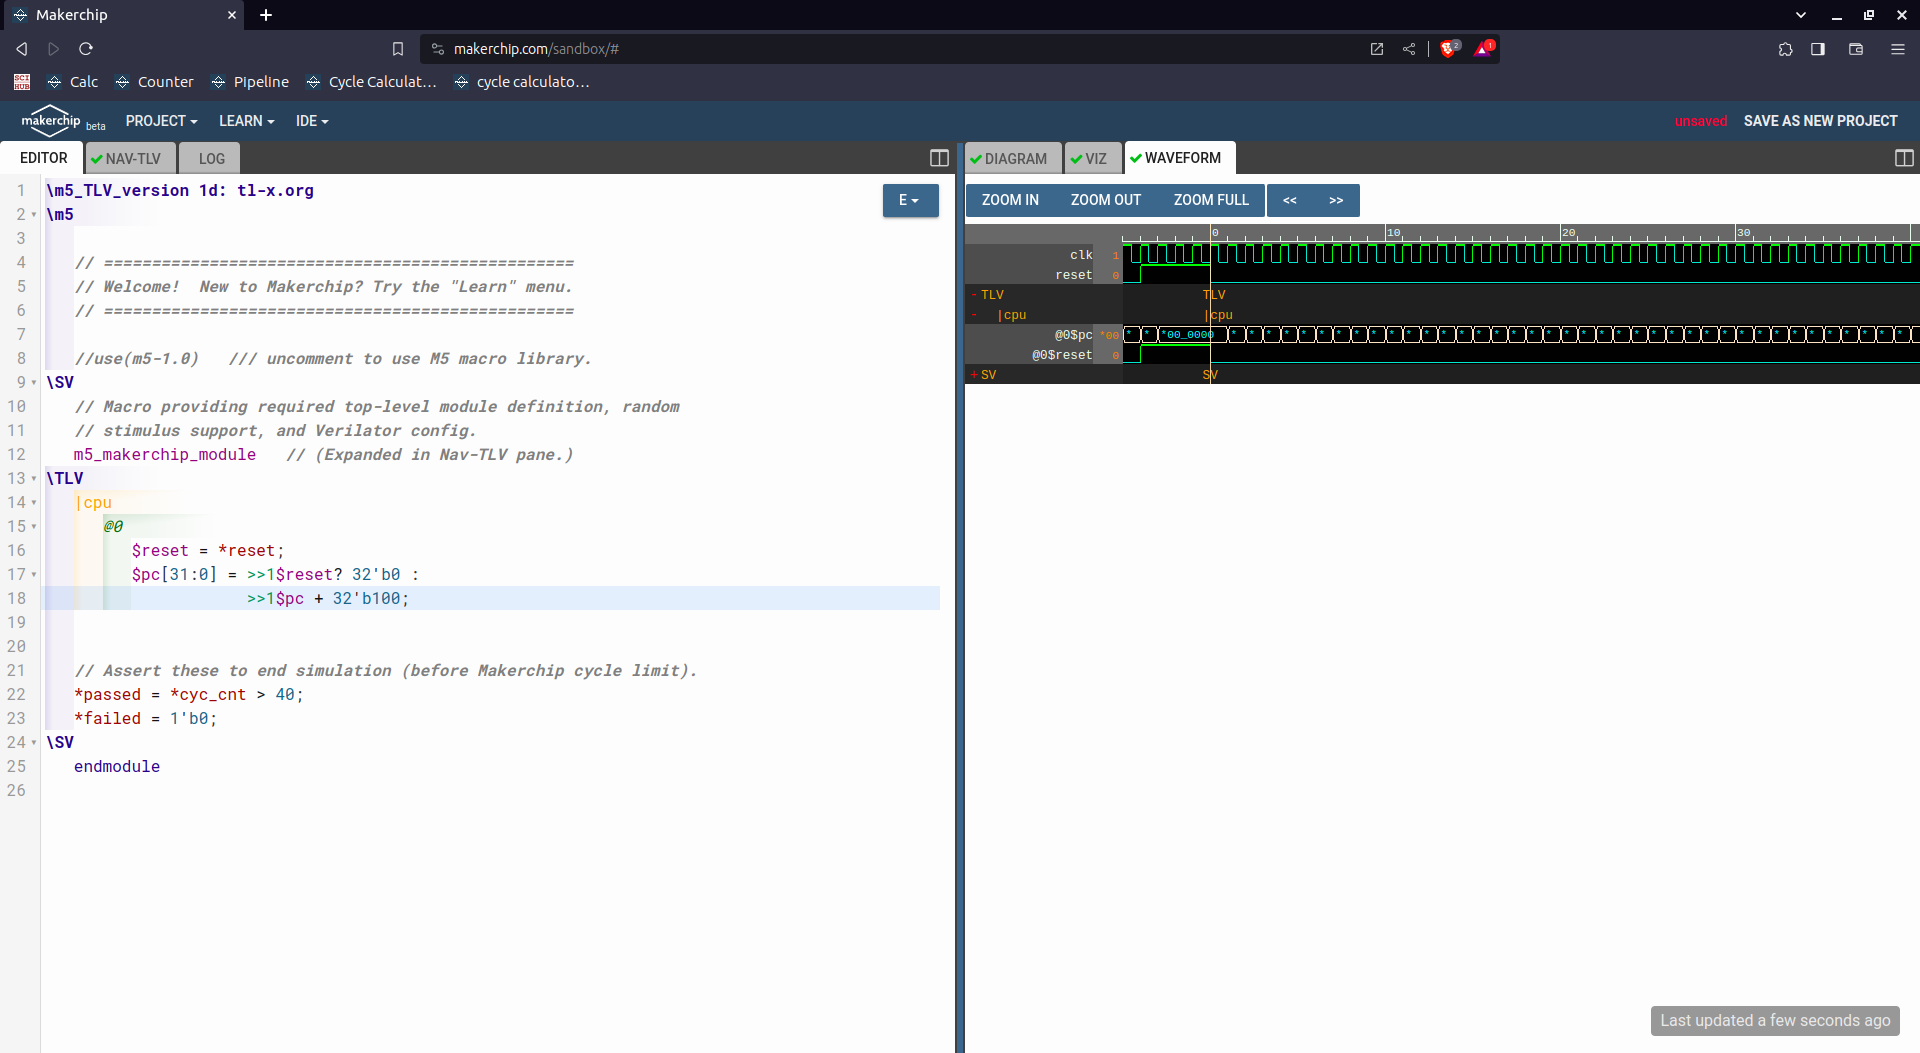 Makerchip
makerchip.com/sandbox/#
2
1
SCI HUB
Calc
Counter
Pipeline
Cycle Calculat…
cycle calculato…
makerchip beta
PROJECT
LEARN
IDE
unsaved
SAVE AS NEW PROJECT
EDITOR
NAV-TLV
LOG
E
1 \m5_TLV_version 1d: tl-x.org
2 \m5
3
4 // =================================================
5 // Welcome!  New to Makerchip? Try the "Learn" menu.
6 // =================================================
7
8 //use(m5-1.0)   /// uncomment to use M5 macro library.
9 \SV
10 // Macro providing required top-level module definition, random
11 // stimulus support, and Verilator config.
12 m5_makerchip_module   // (Expanded in Nav-TLV pane.)
13 \TLV
14 |cpu
15 @0
16 $reset = *reset;
17 $pc[31:0] = >>1$reset? 32'b0 :
18 >>1$pc + 32'b100;
19
20
21 // Assert these to end simulation (before Makerchip cycle limit).
22 *passed = *cyc_cnt > 40;
23 *failed = 1'b0;
24 \SV
25 endmodule
26
DIAGRAM
VIZ
WAVEFORM
ZOOM IN
ZOOM OUT
ZOOM FULL
<<
>>
0 10 20 30
clk 1
reset 0
- TLV TLV
- |cpu |cpu
@0$pc *00 * * *00_0000 * * * * * * * * * * * * * * * * * * * * * * * * * * * * * * * * * * * * * * * *
@0$reset 0
+ SV SV
Last updated a few seconds ago